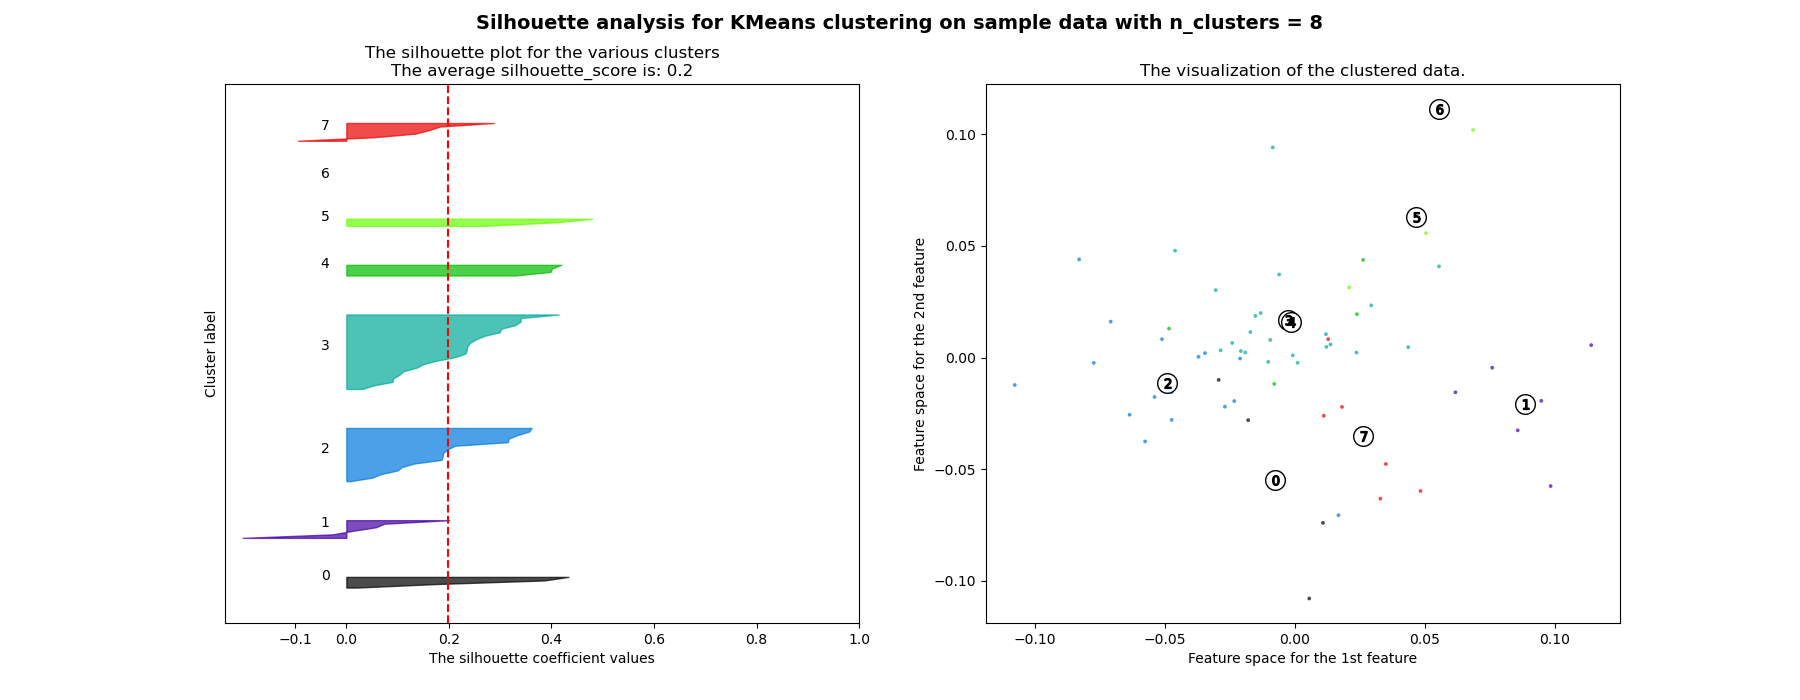 Silhouette analysis for KMeans clustering on sample data with n_clusters = 8
The silhouette plot for the various clusters
The average silhouette_score is: 0.2
Cluster label
7
6
5
4
3
2
1
0
−0.1 0.0 0.2 0.4 0.6 0.8 1.0
The silhouette coefficient values
The visualization of the clustered data.
Feature space for the 2nd feature
0.10
0.05
0.00
−0.05
−0.10
6
5
3
4
2
1
7
0
−0.10 −0.05 0.00 0.05 0.10
Feature space for the 1st feature